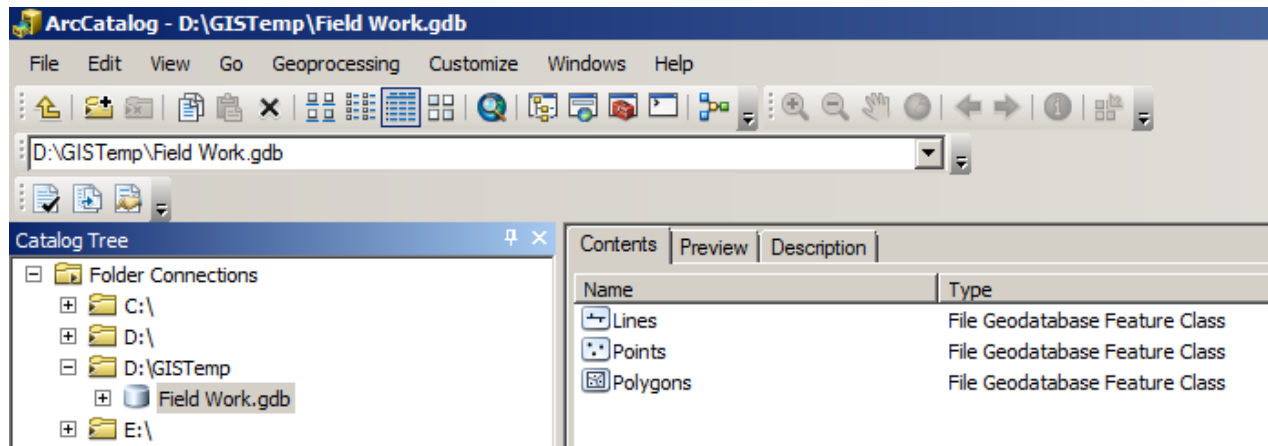 ArcCatalog - D:\GISTemp\Field Work.gdb
File Edit View Go Geoprocessing Customize Windows Help
D:\GISTemp\Field Work.gdb
Catalog Tree
Folder Connections
C:\
D:\
D:\GISTemp
Field Work.gdb
E:\
Contents Preview Description
Name Type
Lines File Geodatabase Feature Class
Points File Geodatabase Feature Class
Polygons File Geodatabase Feature Class